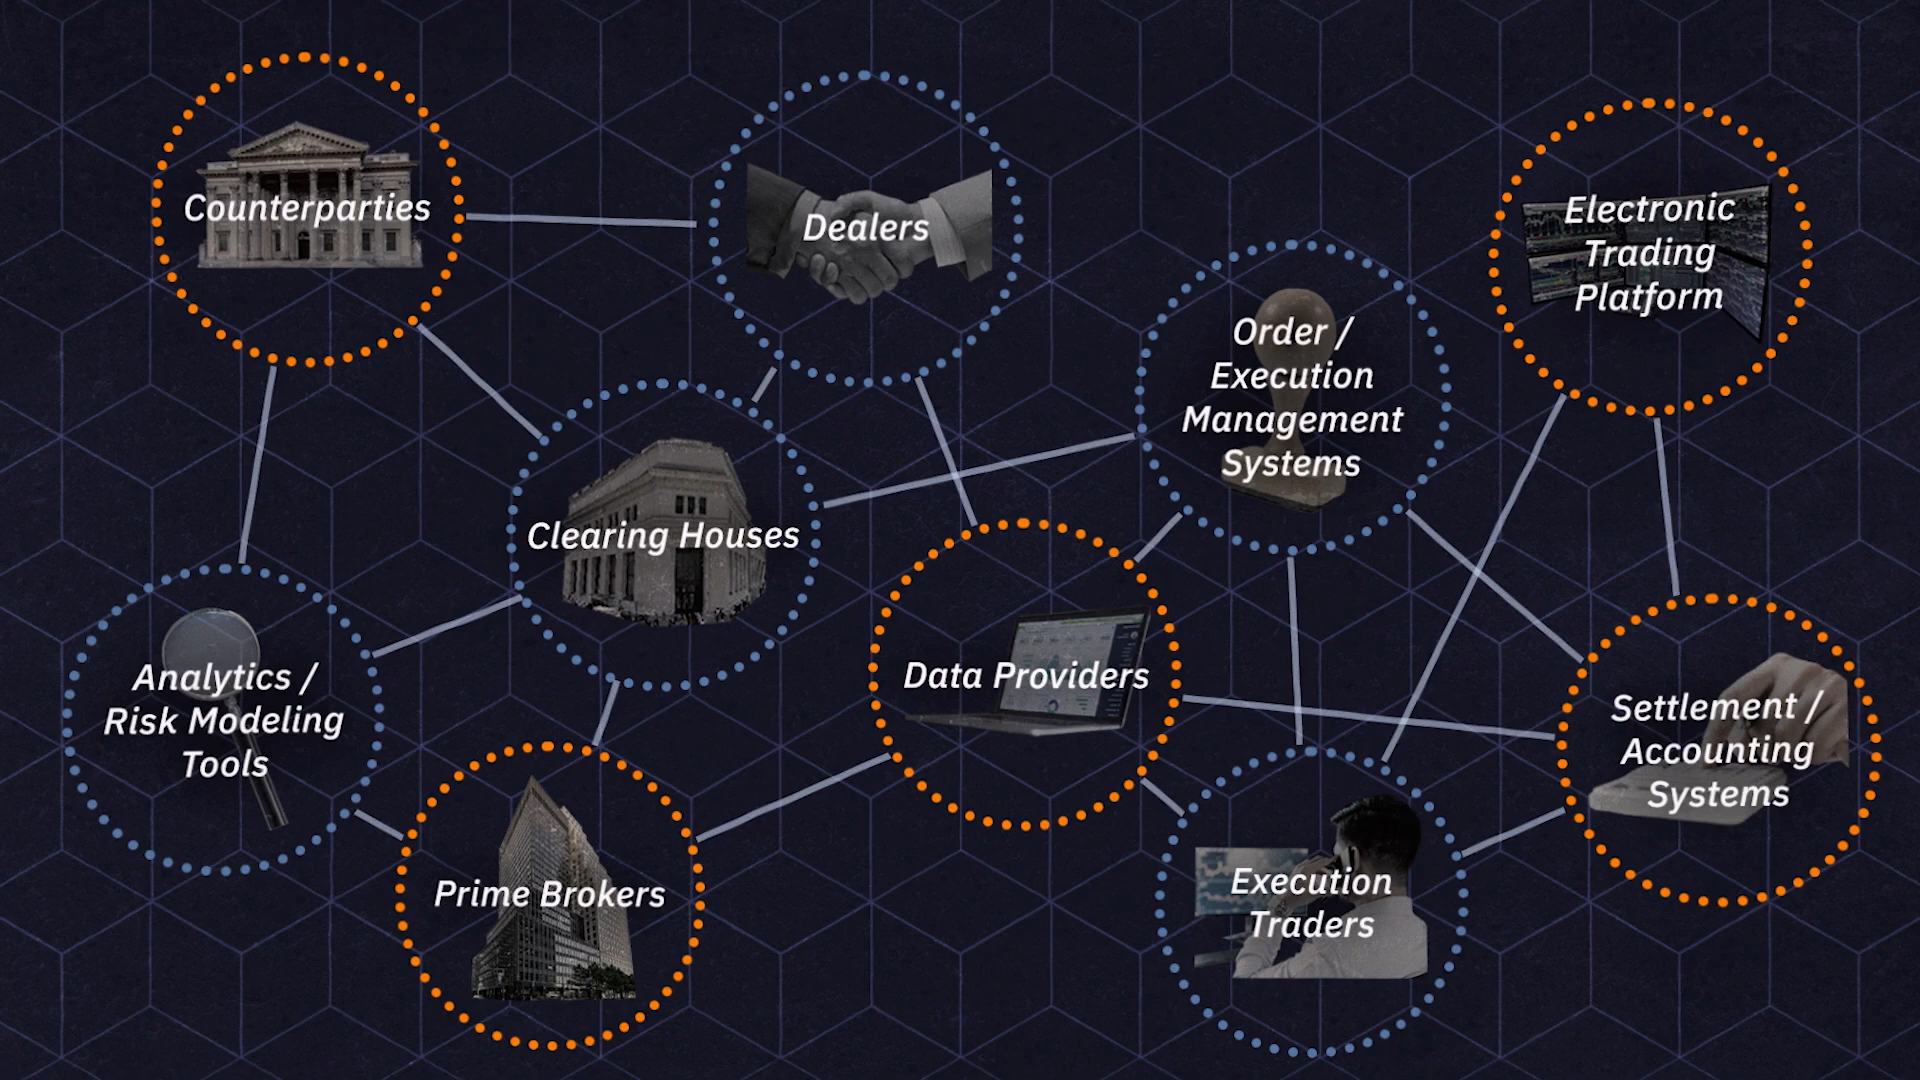 Counterparties
Dealers
Electronic
Trading
Platform
Order /
Execution
Management
Systems
Clearing Houses
Data Providers
Analytics /
Risk Modeling
Tools
Settlement /
Accounting
Systems
Prime Brokers
Execution
Traders